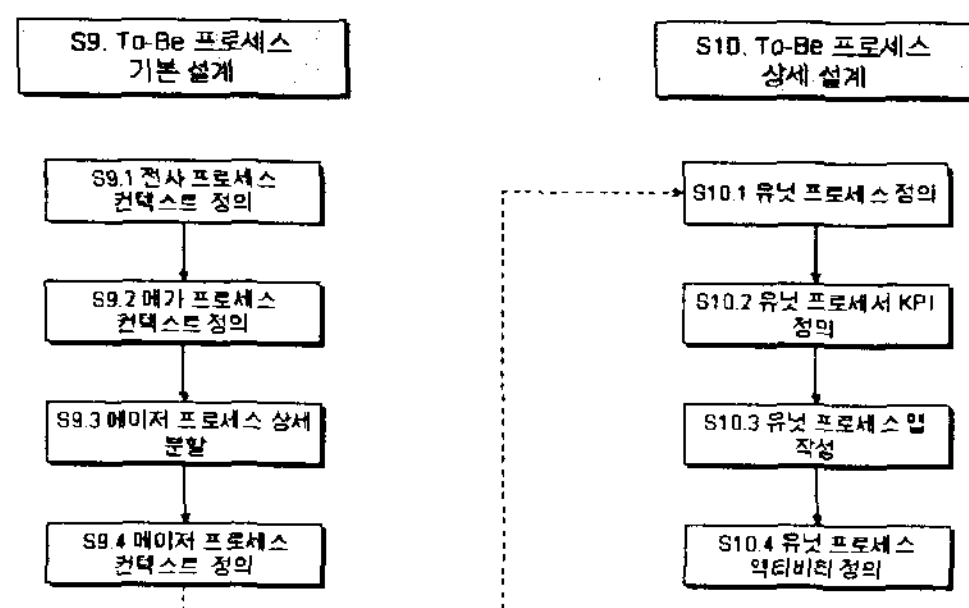 S9. To-Be 프로세스
기본 설계
S9.1 전사 프로세스
컨텍스트 정의
S9.2 메가 프로세스
컨텍스트 정의
S9.3 메이저 프로세스 상세
분할
S9.4 메이저 프로세스
컨텍스트 정의
S10. To-Be 프로세스
상세 설계
S10.1 유닛 프로세스 정의
S10.2 유닛 프로세서 KPI
정의
S10.3 유닛 프로세스 맵
작성
S10.4 유닛 프로세스
액티비티 정의